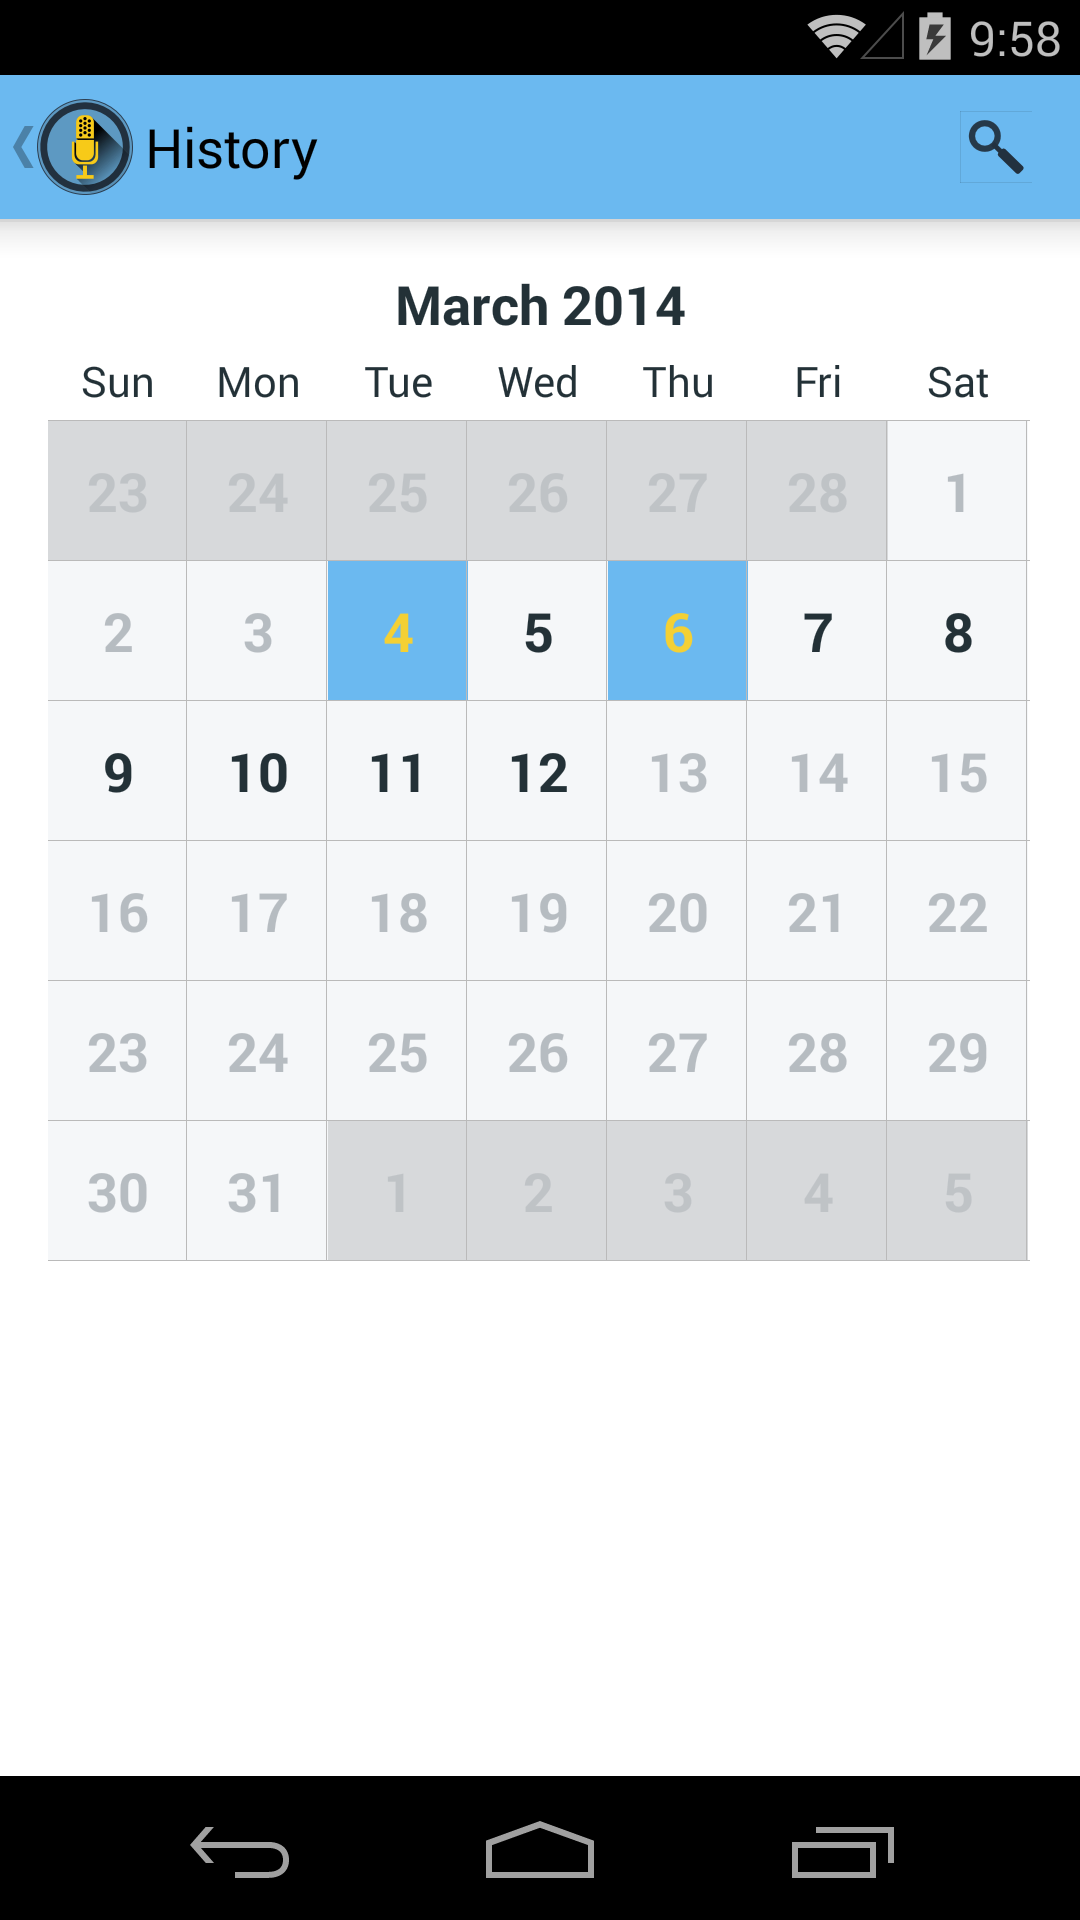 9:58
History
March 2014
Sun Mon Tue Wed Thu Fri Sat
23 24 25 26 27 28 1
2 3 4 5 6 7 8
9 10 11 12 13 14 15
16 17 18 19 20 21 22
23 24 25 26 27 28 29
30 31 1 2 3 4 5